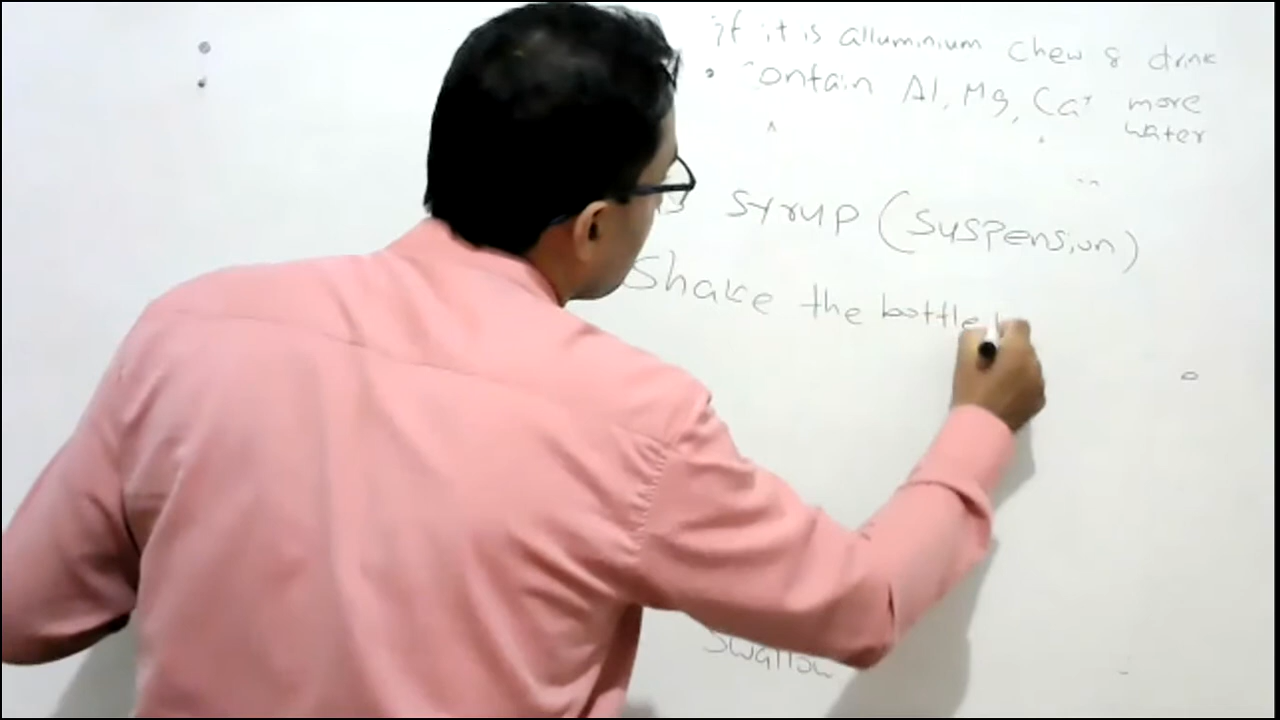 if it is alluminium chew & drink
• contain Al, Mg, Ca+ more
water
syrup (suspension)
Shake the bottle
Swallow